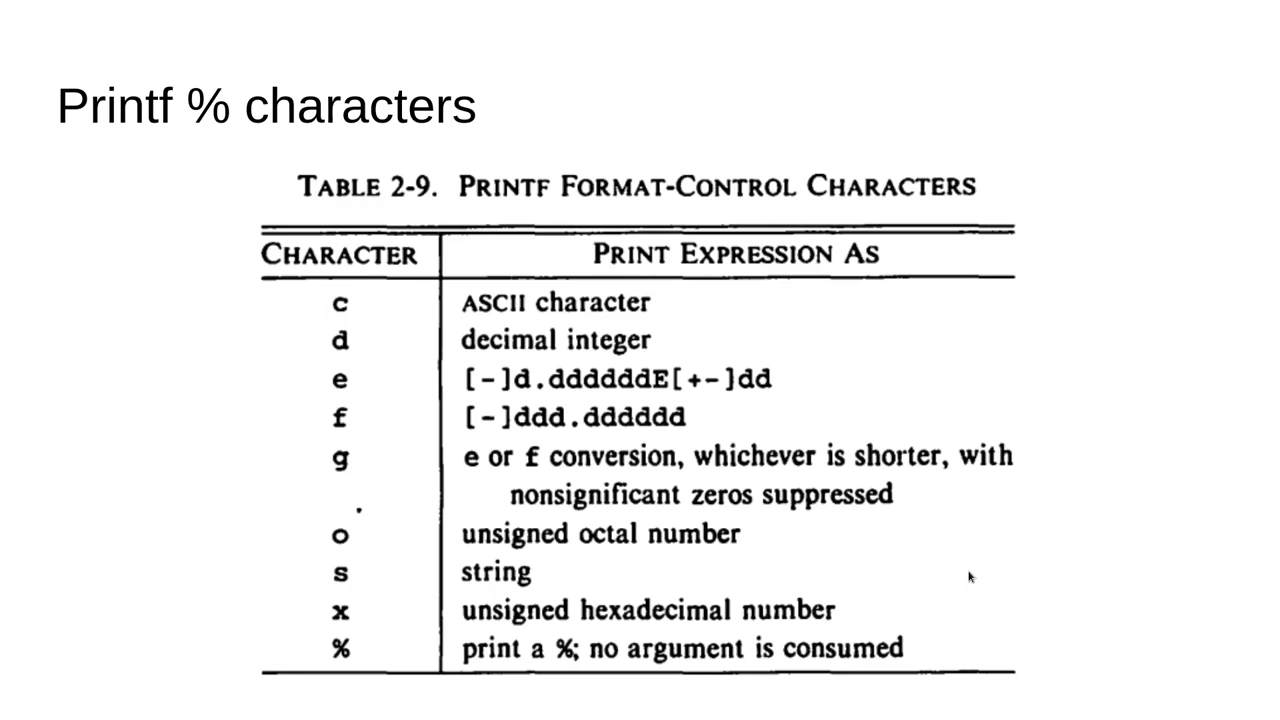 Printf % characters
TABLE 2-9. PRINTF FORMAT-CONTROL CHARACTERS
CHARACTER PRINT EXPRESSION AS
c ASCII character
d decimal integer
e [-]d.ddddddE[+-]dd
f [-]ddd.dddddd
g e or f conversion, whichever is shorter, with
nonsignificant zeros suppressed
o unsigned octal number
s string
x unsigned hexadecimal number
% print a %; no argument is consumed